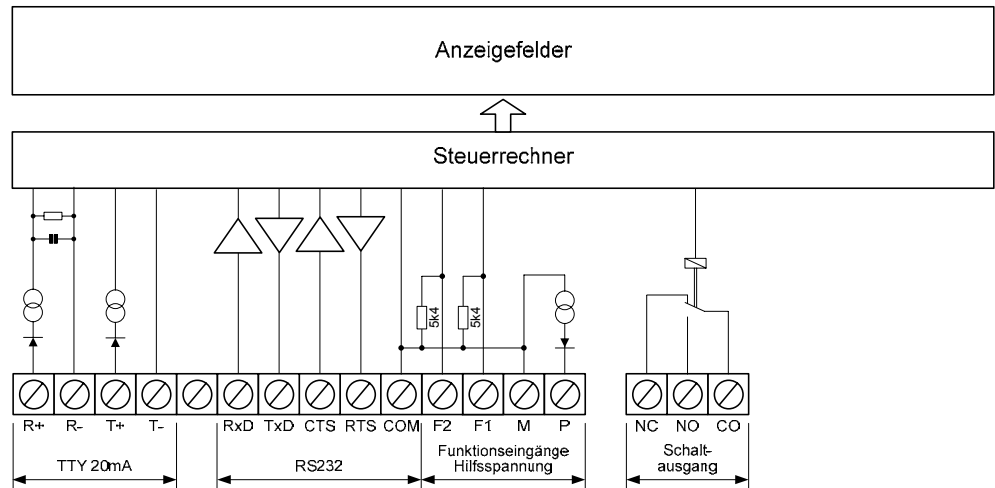 Anzeigefelder
Steuerrechner
5k4 5k4
R+ R- T+ T- RxD TxD CTS RTS COM F2 F1 M P NC NO CO
TTY 20mA
RS232
Funktionseingänge
Hilfsspannung
Schalt-
ausgang